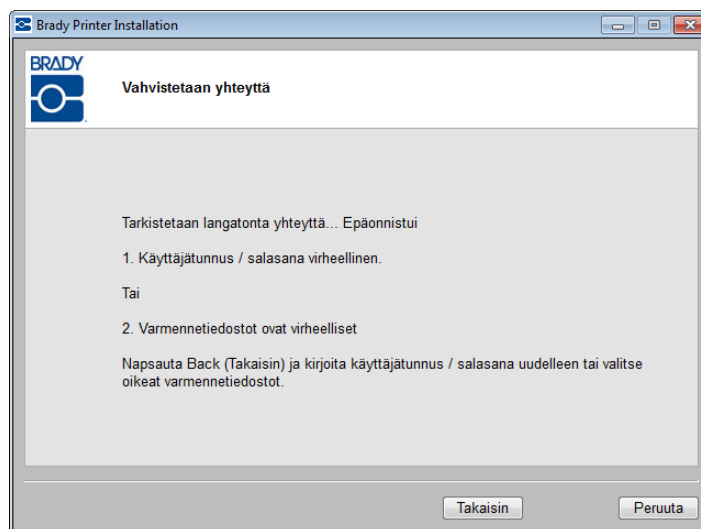 Brady Printer Installation
BRADY
Vahvistetaan yhteyttä
Tarkistetaan langatonta yhteyttä... Epäonnistui
1. Käyttäjätunnus / salasana virheellinen.
Tai
2. Varmennetiedostot ovat virheelliset
Napsauta Back (Takaisin) ja kirjoita käyttäjätunnus / salasana uudelleen tai valitse
oikeat varmennetiedostot.
Takaisin
Peruuta